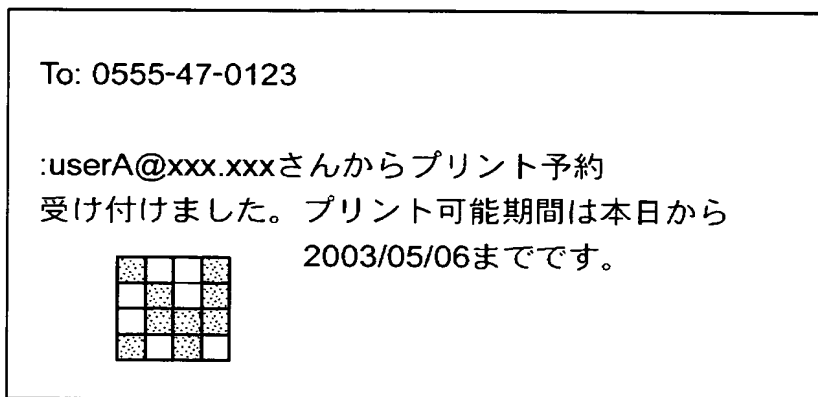 To: 0555-47-0123
:userA@xxx.xxxさんからプリント予約
受け付けました。プリント可能期間は本日から
2003/05/06までです。